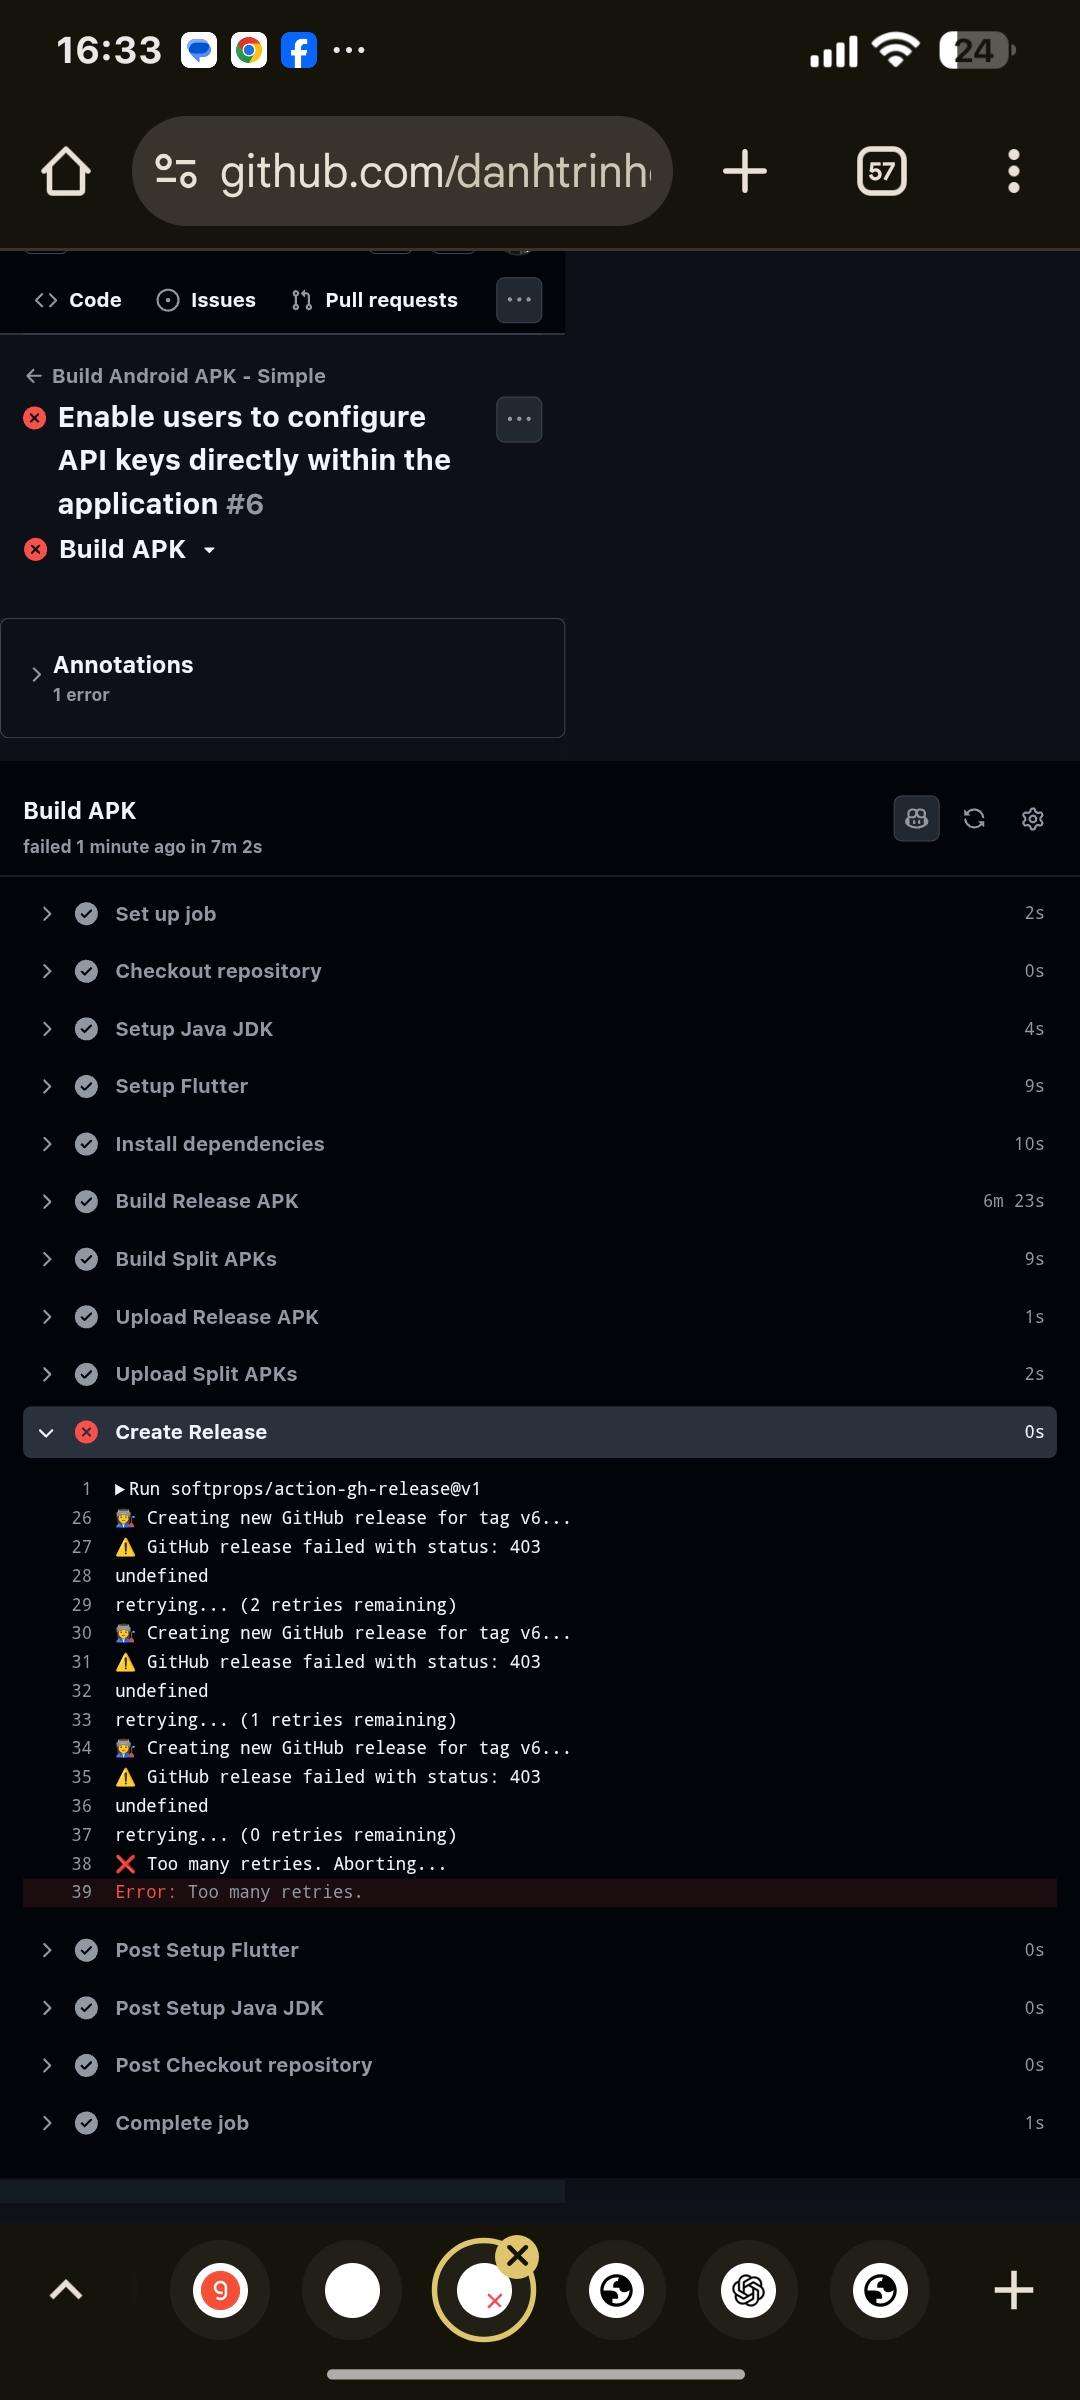 16:33
24
github.com/danhtrinh
57
Code
Issues
Pull requests
Build Android APK - Simple
Enable users to configure
API keys directly within the
application #6
Build APK
Annotations
1 error
Build APK
failed 1 minute ago in 7m 2s
Set up job 2s
Checkout repository 0s
Setup Java JDK 4s
Setup Flutter 9s
Install dependencies 10s
Build Release APK 6m 23s
Build Split APKs 9s
Upload Release APK 1s
Upload Split APKs 2s
Create Release 0s
1 Run softprops/action-gh-release@v1
26 👩‍🏭 Creating new GitHub release for tag v6...
27 ⚠️ GitHub release failed with status: 403
28 undefined
29 retrying... (2 retries remaining)
30 👩‍🏭 Creating new GitHub release for tag v6...
31 ⚠️ GitHub release failed with status: 403
32 undefined
33 retrying... (1 retries remaining)
34 👩‍🏭 Creating new GitHub release for tag v6...
35 ⚠️ GitHub release failed with status: 403
36 undefined
37 retrying... (0 retries remaining)
38 ❌ Too many retries. Aborting...
39 Error: Too many retries.
Post Setup Flutter 0s
Post Setup Java JDK 0s
Post Checkout repository 0s
Complete job 1s